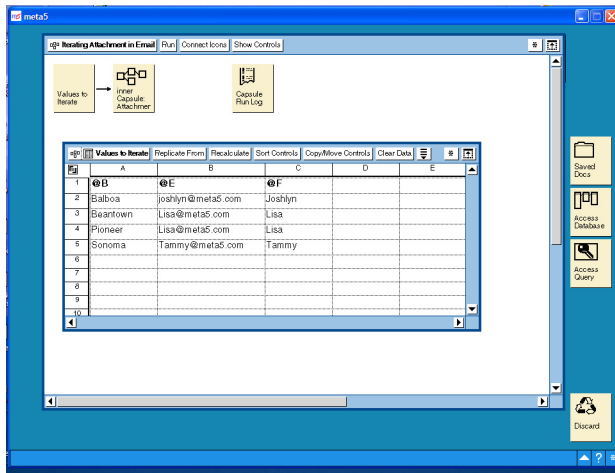 meta5
Iterating Attachment in Email Run Connect Icons Show Controls
Values to
Iterate
inner
Capsule:
Attachmer
Capsule
Run Log
Values to Iterate Replicate From Recalculate Sort Controls Copy/Move Controls Clear Data
A B C D E
1 @B @E @F
2 Balboa joshlyn@meta5.com Joshlyn
3 Beantown Lisa@meta5.com Lisa
4 Pioneer Lisa@meta5.com Lisa
5 Sonoma Tammy@meta5.com Tammy
6
7
8
9
10
Saved
Docs
Access
Database
Access
Query
Discard